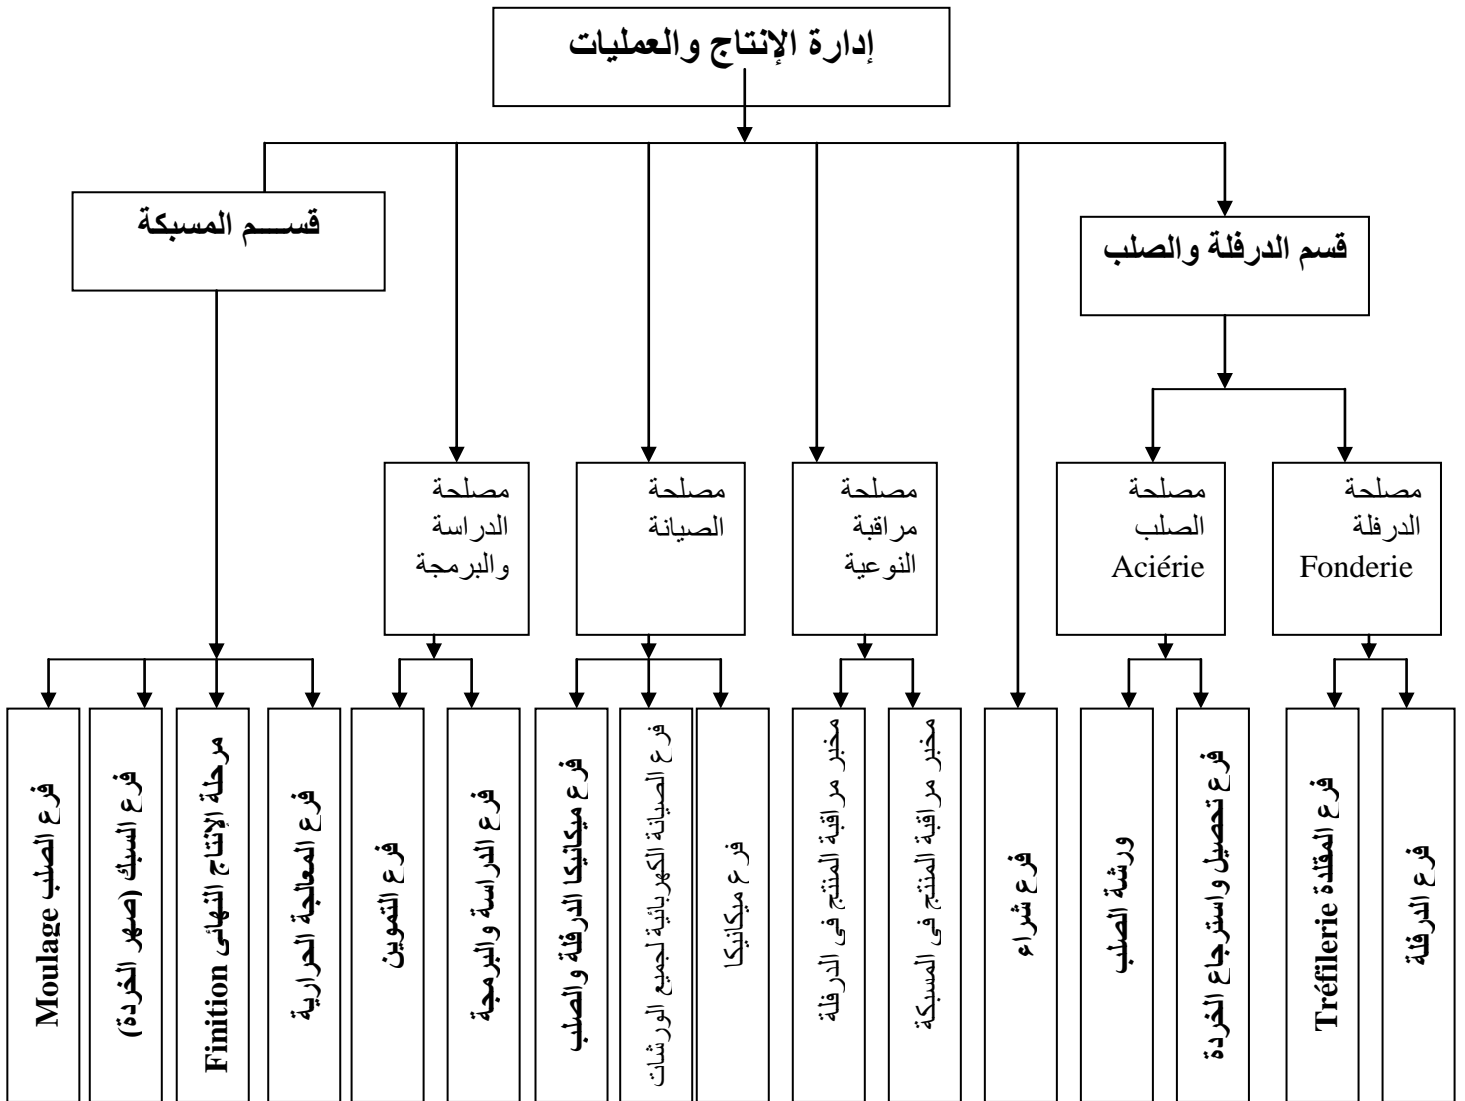 إدارة الإنتاج والعمليات
قســـم المسبكة
قسم الدرفلة والصلب
مصلحة
الدرفلة
Fonderie
مصلحة
الصلب
Aciérie
مصلحة
مراقبة
النوعية
مصلحة
الصيانة
مصلحة
الدراسة
والبرمجة
فرع الدرفلة
فرع المقلدة Tréfilerie
فرع تحصيل واسترجاع الخردة
ورشة الصلب
فرع شراء
مخبر مراقبة المنتج في المسبكة
مخبر مراقبة المنتج في الدرفلة
فرع ميكانيكا
فرع الصيانة الكهربائية لجميع الورشات
فرع ميكانيكا الدرفلة والصلب
فرع الدراسة والبرمجة
فرع التموين
فرع المعالجة الحرارية
مرحلة الإنتاج النهائي Finition
فرع السبك (صهر الخردة)
فرع الصلب Moulage